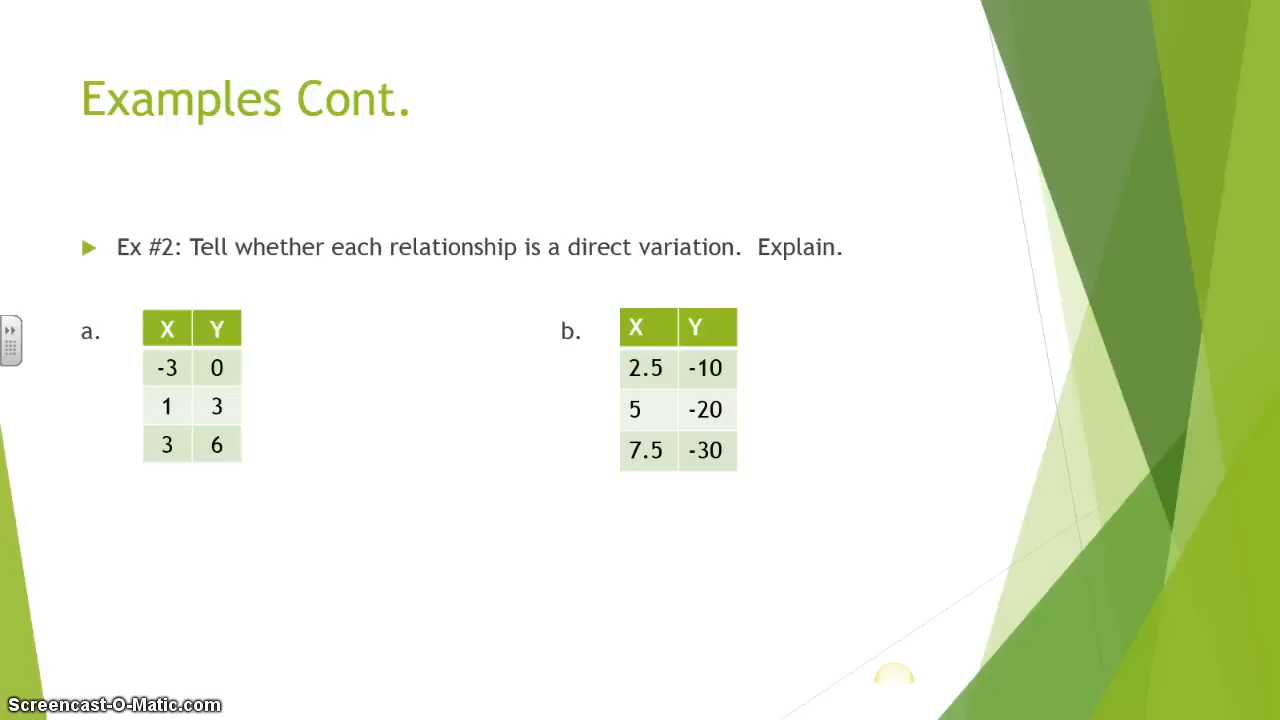 Examples Cont.
Ex #2: Tell whether each relationship is a direct variation.  Explain.
a.
X Y
-3 0
1 3
3 6
b.
X Y
2.5 -10
5 -20
7.5 -30
Screencast-O-Matic.com